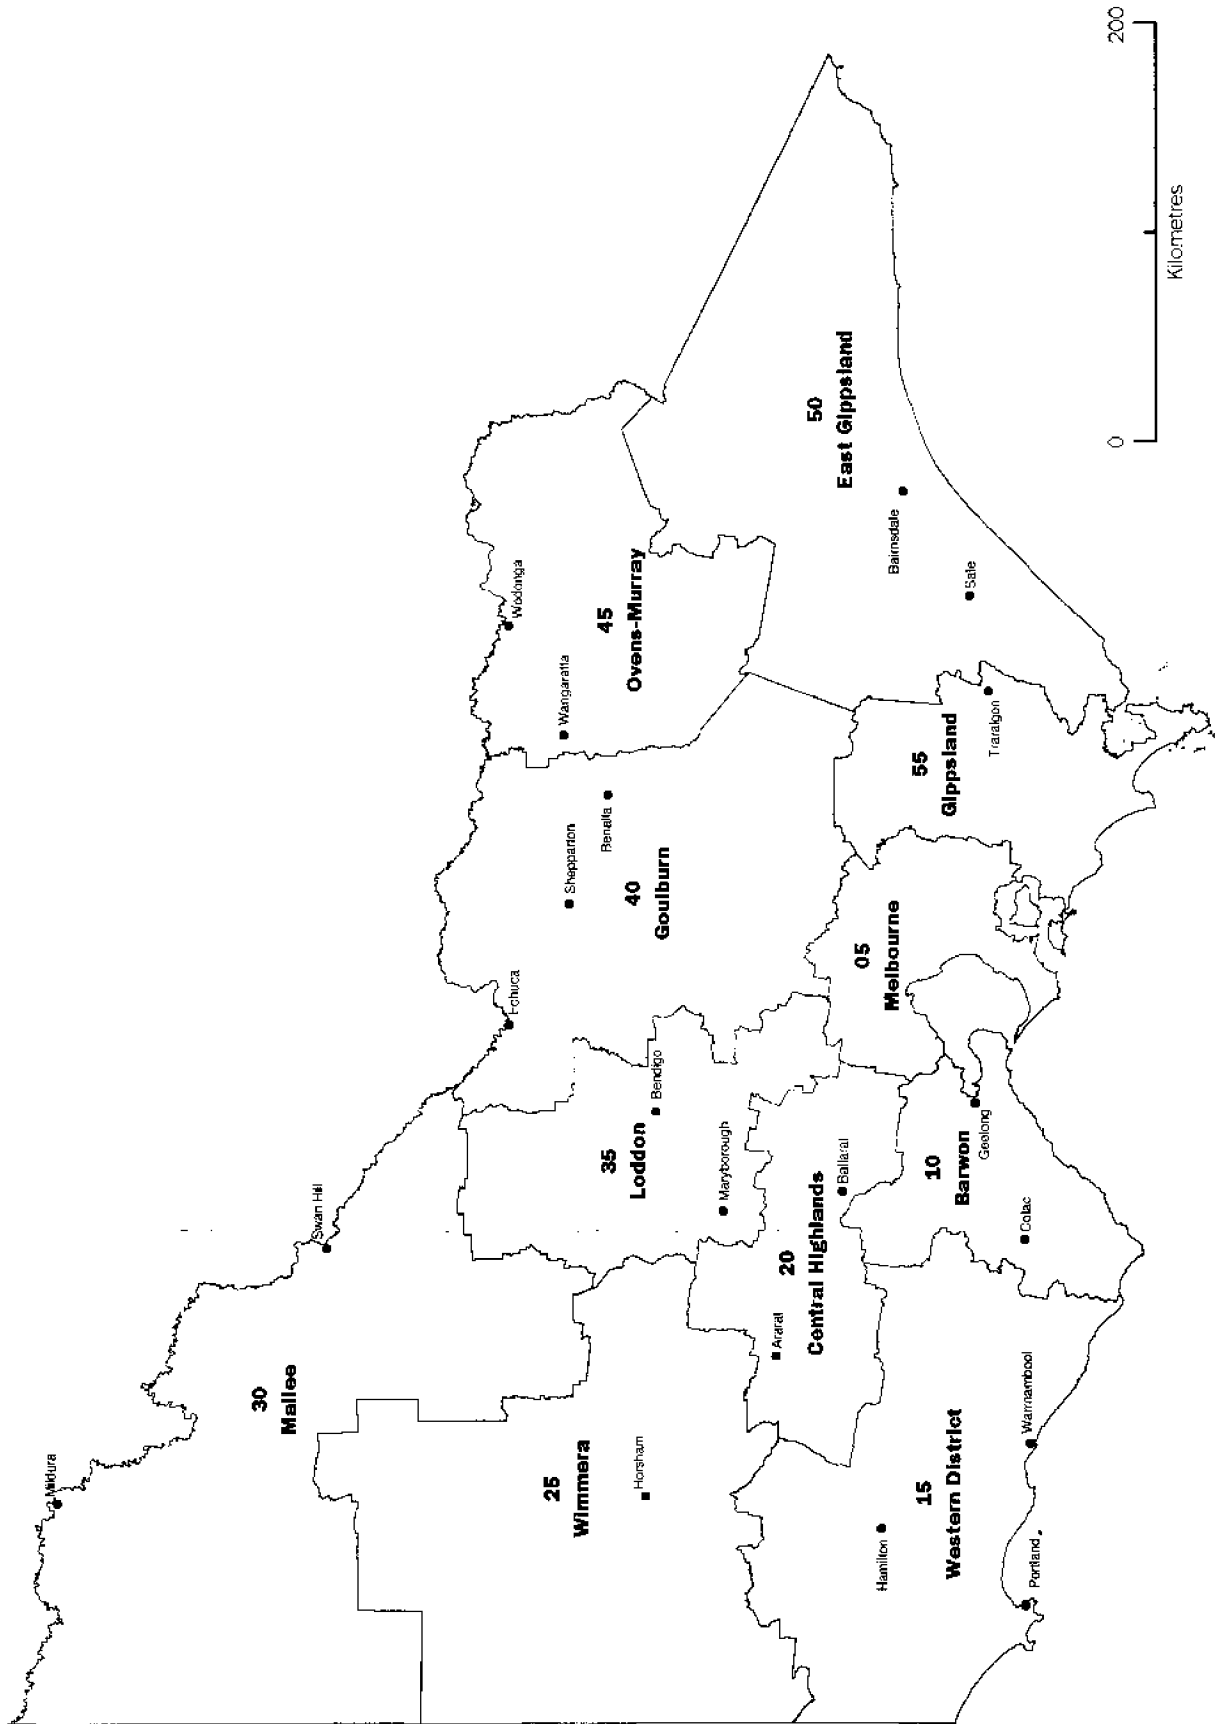 Mildura
30
Mallee
Swan Hill
25
Wimmera
Horsham
35
Loddon
Bendigo
Maryborough
Echuca
Shepparton
Benalla
40
Goulburn
Wodonga
Wangaratta
45
Ovens-Murray
Ararat
20
Central Highlands
Ballarat
Hamilton
15
Western District
Portland
Warrnambool
10
Barwon
Geelong
Colac
05
Melbourne
55
Gippsland
Traralgon
50
East Gippsland
Bairnsdale
Sale
0
200
Kilometres